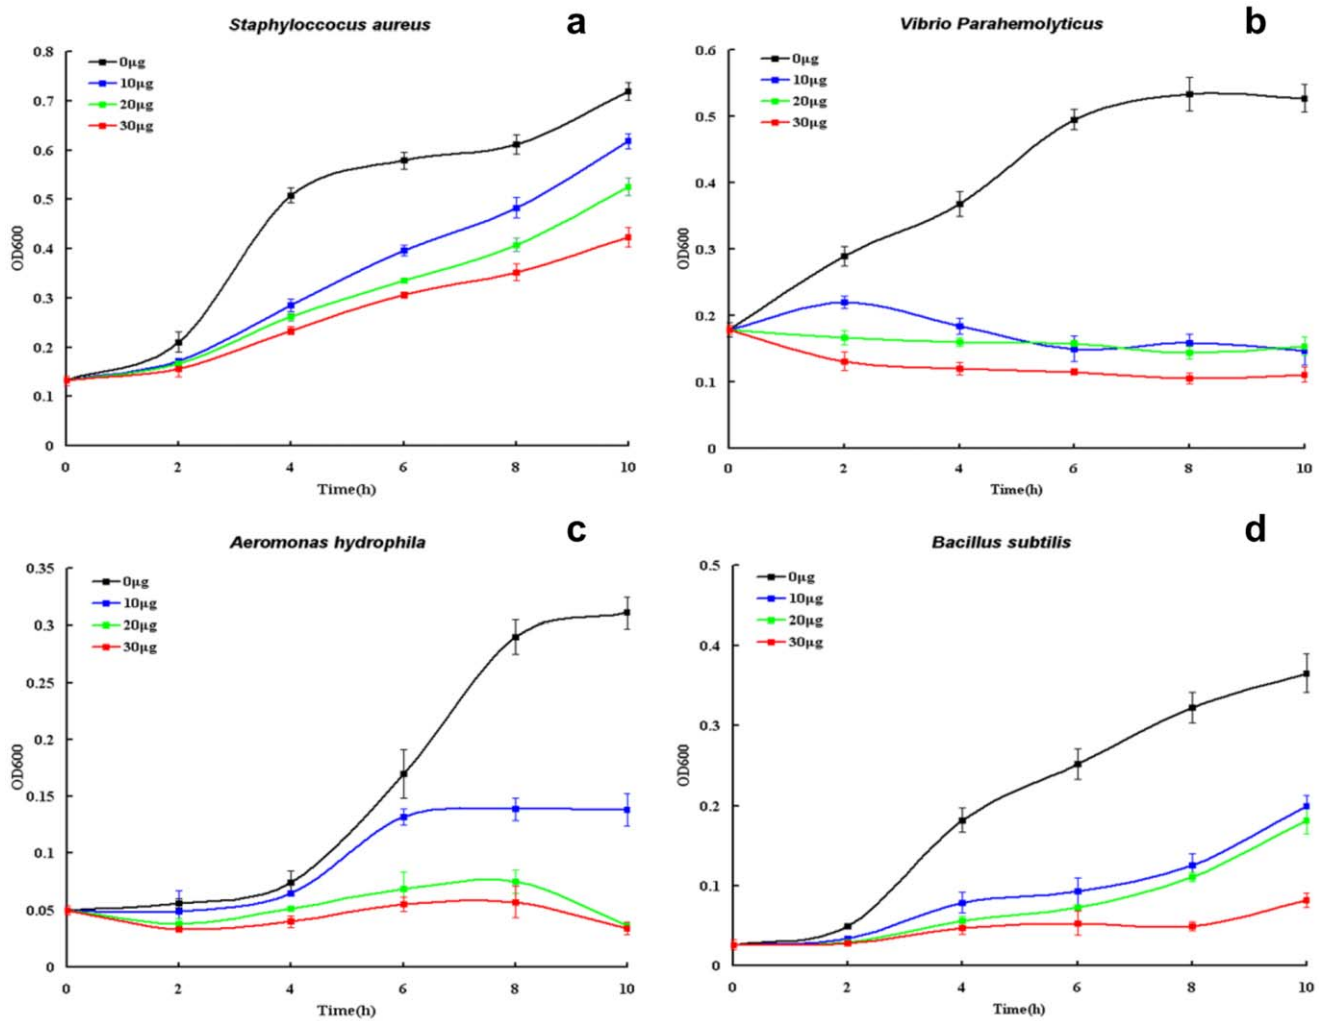 Staphyloccocus aureus
a
0μg
10μg
20μg
30μg
OD600
0.8
0.7
0.6
0.5
0.4
0.3
0.2
0.1
0
0 2 4 6 8 10
Time(h)
Vibrio Parahemolyticus
b
0μg
10μg
20μg
30μg
OD600
0.6
0.5
0.4
0.3
0.2
0.1
0
0 2 4 6 8 10
Time(h)
Aeromonas hydrophila
c
0μg
10μg
20μg
30μg
OD600
0.35
0.3
0.25
0.2
0.15
0.1
0.05
0
0 2 4 6 8 10
Time(h)
Bacillus subtilis
d
0μg
10μg
20μg
30μg
OD600
0.5
0.4
0.3
0.2
0.1
0
0 2 4 6 8 10
Time(h)